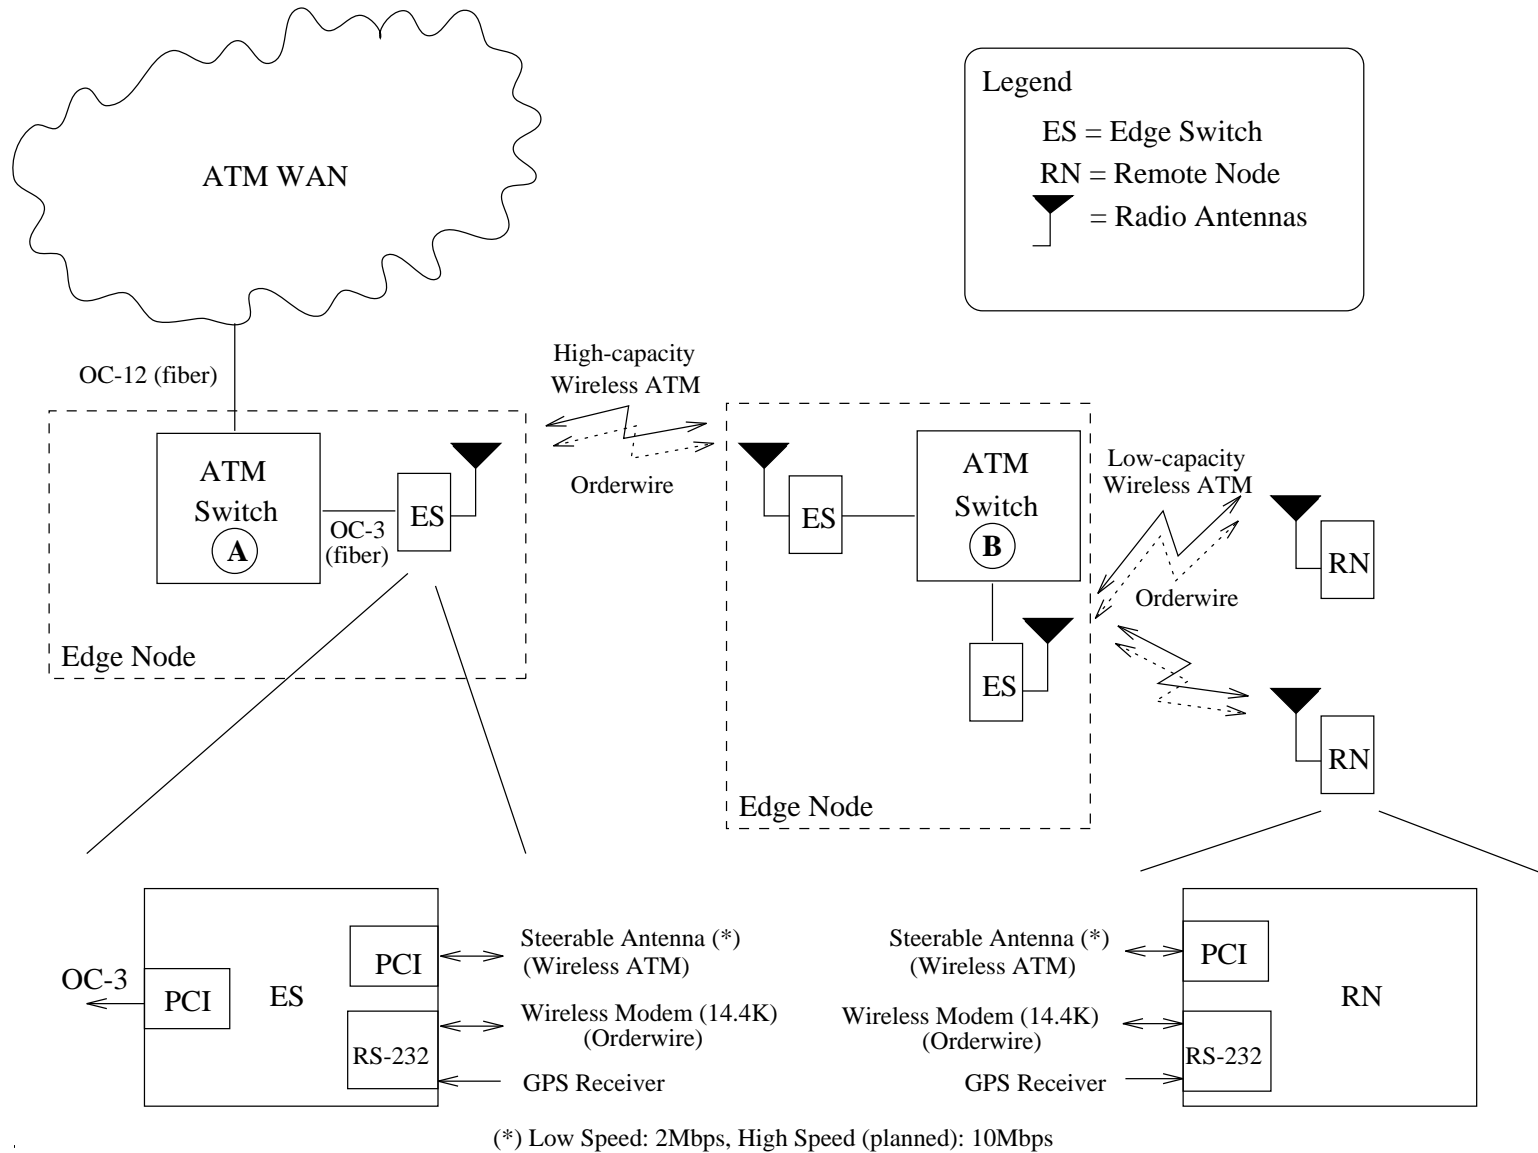 ATM WAN
Legend
ES = Edge Switch
RN = Remote Node
= Radio Antennas
OC-12 (fiber)
High-capacity
Wireless ATM
Orderwire
ATM
Switch
A
OC-3
(fiber)
ES
Edge Node
ES
ATM
Switch
B
ES
Edge Node
Low-capacity
Wireless ATM
Orderwire
RN
RN
OC-3
PCI
ES
PCI
RS-232
Steerable Antenna (*)
(Wireless ATM)
Wireless Modem (14.4K)
(Orderwire)
GPS Receiver
Steerable Antenna (*)
(Wireless ATM)
Wireless Modem (14.4K)
(Orderwire)
GPS Receiver
PCI
RS-232
RN
(*) Low Speed: 2Mbps, High Speed (planned): 10Mbps